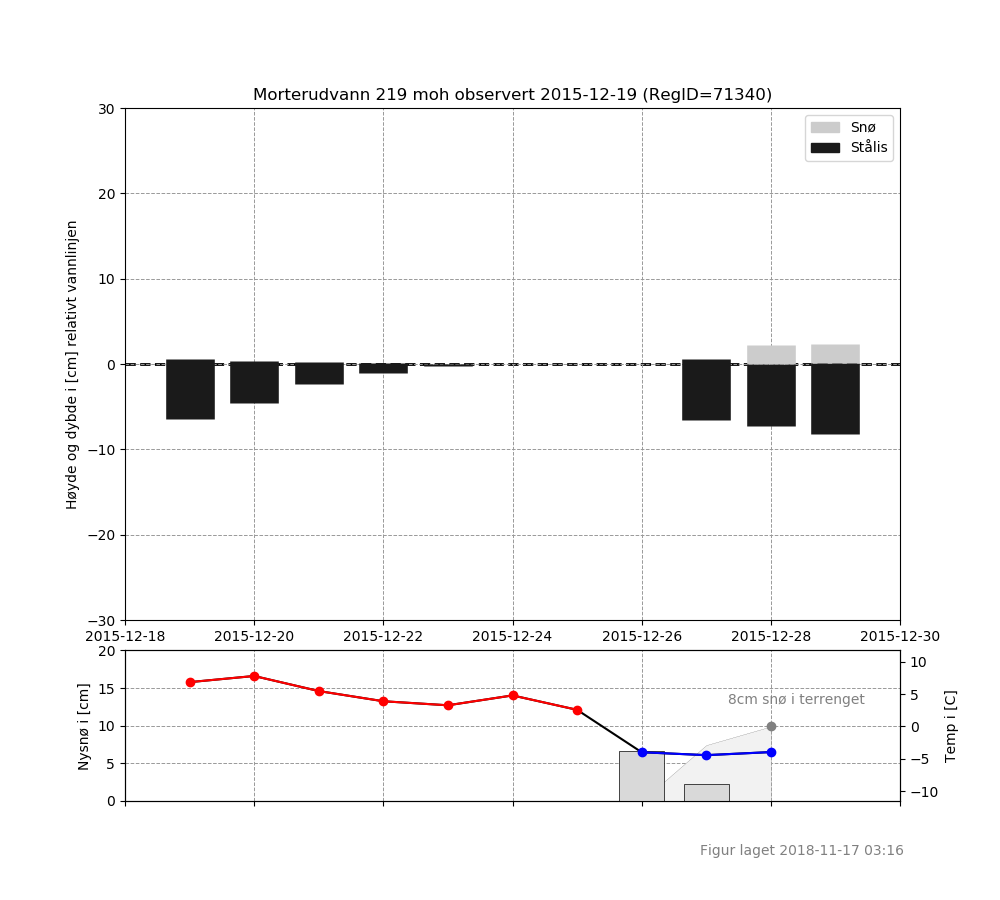 Morterudvann 219 moh observert 2015-12-19 (RegID=71340)
Høyde og dybde i [cm] relativt vannlinjen
30
20
10
0
−10
−20
−30
Snø
Stålis
2015-12-18 2015-12-20 2015-12-22 2015-12-24 2015-12-26 2015-12-28 2015-12-30
Nysnø i [cm]
20
15
10
5
0
8cm snø i terrenget
10
5
0
−5
−10
Temp i [C]
Figur laget 2018-11-17 03:16